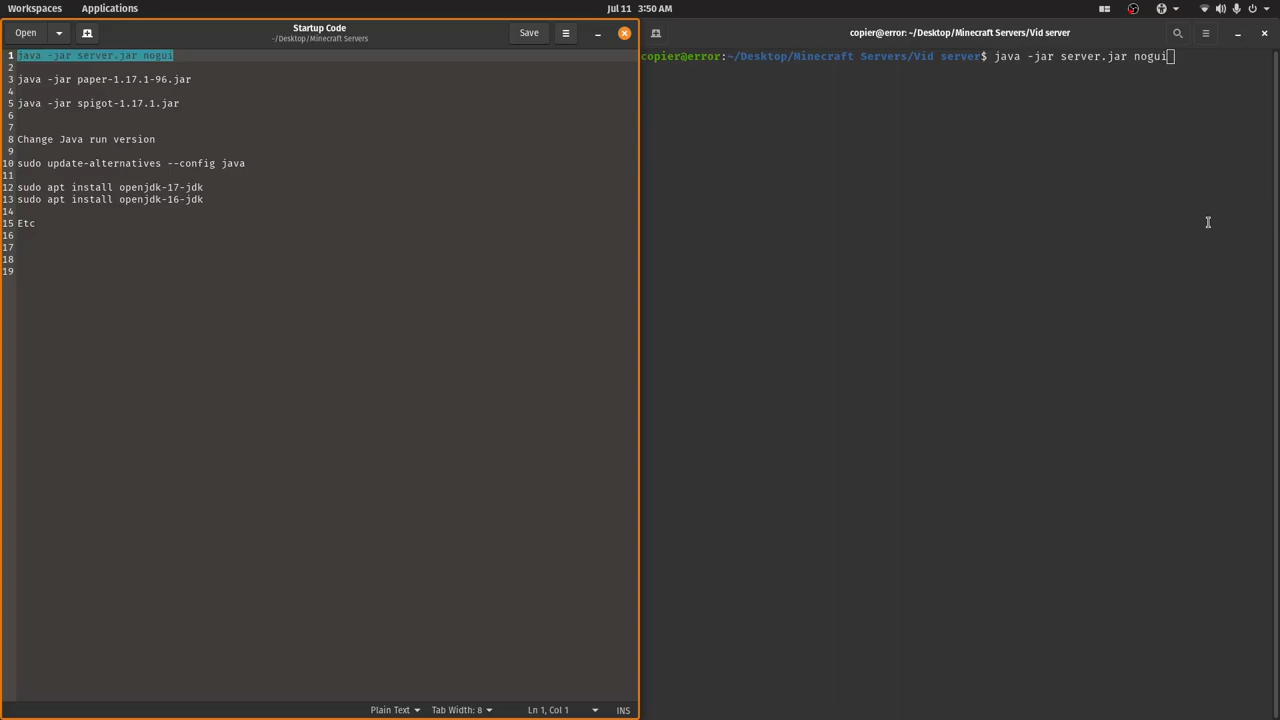 Workspaces Applications Jul 11 3:50 AM
Open Startup Code Save
~/Desktop/Minecraft Servers
1 java -jar server.jar nogui
2
3 java -jar paper-1.17.1-96.jar
4
5 java -jar spigot-1.17.1.jar
6
7
8 Change Java run version
9
10 sudo update-alternatives --config java
11
12 sudo apt install openjdk-17-jdk
13 sudo apt install openjdk-16-jdk
14
15 Etc
16
17
18
19
Plain Text Tab Width: 8 Ln 1, Col 1 INS
copier@error: ~/Desktop/Minecraft Servers/Vid server
copier@error:~/Desktop/Minecraft Servers/Vid server$ java -jar server.jar nogui